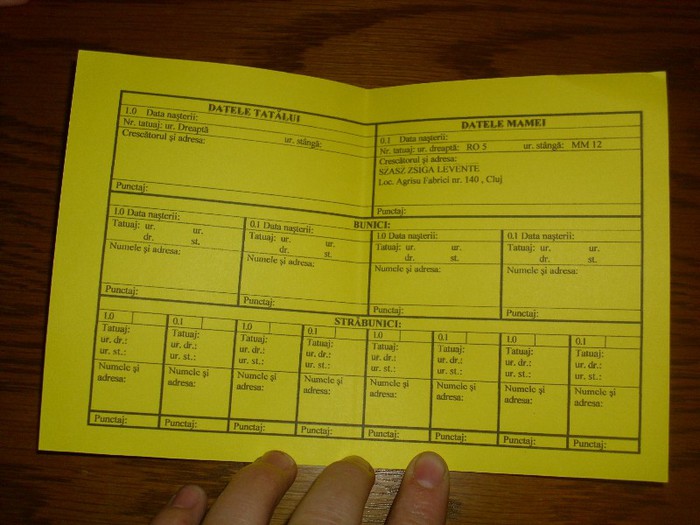 DATELE TATĂLUI
1.0 Data naşterii:
Nr. tatuaj: ur. Dreaptă ur. stângă:
Crescătorul şi adresa:
Punctaj:
DATELE MAMEI
0.1 Data naşterii:
Nr. tatuaj: ur. dreaptă: RO 5 ur. stângă: MM 12
Crescătorul şi adresa:
SZASZ ZSIGA LEVENTE
Loc. Agrisu Fabrici nr. 140 , Cluj
Punctaj:
BUNICI:
1.0 Data naşterii: 0.1 Data naşterii: 1.0 Data naşterii: 0.1 Data naşterii:
Tatuaj: ur. ur. Tatuaj: ur. ur. Tatuaj: ur. ur. Tatuaj: ur. ur.
dr. st. dr. st. dr. st. dr. st.
Numele şi adresa: Numele şi adresa: Numele şi adresa: Numele şi adresa:
Punctaj: Punctaj: Punctaj: Punctaj:
STRĂBUNICI:
1.0 0.1 1.0 0.1 1.0 0.1 1.0 0.1
Tatuaj: Tatuaj: Tatuaj: Tatuaj: Tatuaj: Tatuaj: Tatuaj: Tatuaj:
ur. dr.: ur. dr.: ur. dr.: ur. dr.: ur. dr.: ur. dr.: ur. dr.: ur. dr.:
ur. st.: ur. st.: ur. st.: ur. st.: ur. st.: ur. st.: ur. st.: ur. st.:
Numele şi Numele şi Numele şi Numele şi Numele şi Numele şi Numele şi Numele şi
adresa: adresa: adresa: adresa: adresa: adresa: adresa: adresa:
Punctaj: Punctaj: Punctaj: Punctaj: Punctaj: Punctaj: Punctaj: Punctaj: